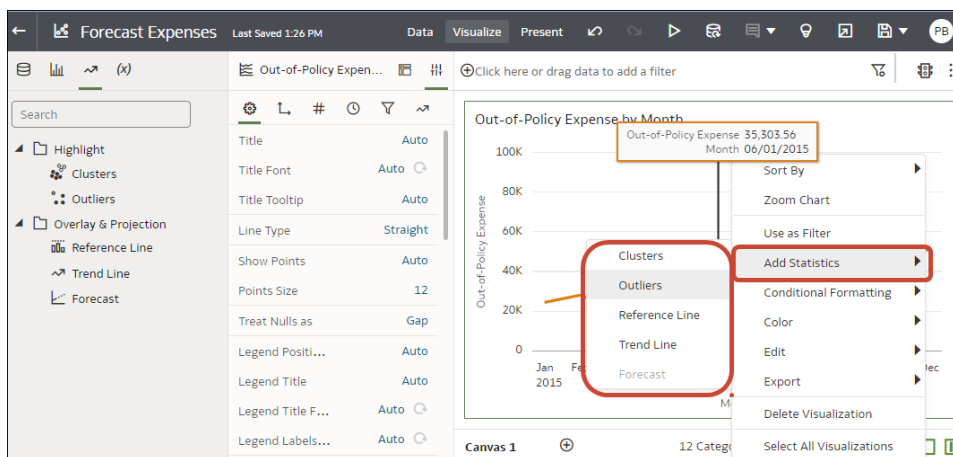 Forecast Expenses Last Saved 1:26 PM Data Visualize Present PB
(x)
Search
Highlight
Clusters
Outliers
Overlay & Projection
Reference Line
Trend Line
Forecast
Out-of-Policy Expen...
#
Title Auto
Title Font Auto
Title Tooltip Auto
Line Type Straight
Show Points Auto
Points Size 12
Treat Nulls as Gap
Legend Positi... Auto
Legend Title Auto
Legend Title F... Auto
Legend Labels... Auto
Click here or drag data to add a filter
Out-of-Policy Expense by Month
Out-of-Policy Expense 35,303.56
Month 06/01/2015
Out-of-Policy Expense
100K
80K
60K
40K
20K
0
Jan
2015
Clusters
Outliers
Reference Line
Trend Line
Forecast
Sort By
Zoom Chart
Use as Filter
Add Statistics
Conditional Formatting
Color
Edit
Export
Delete Visualization
Select All Visualizations
Canvas 1